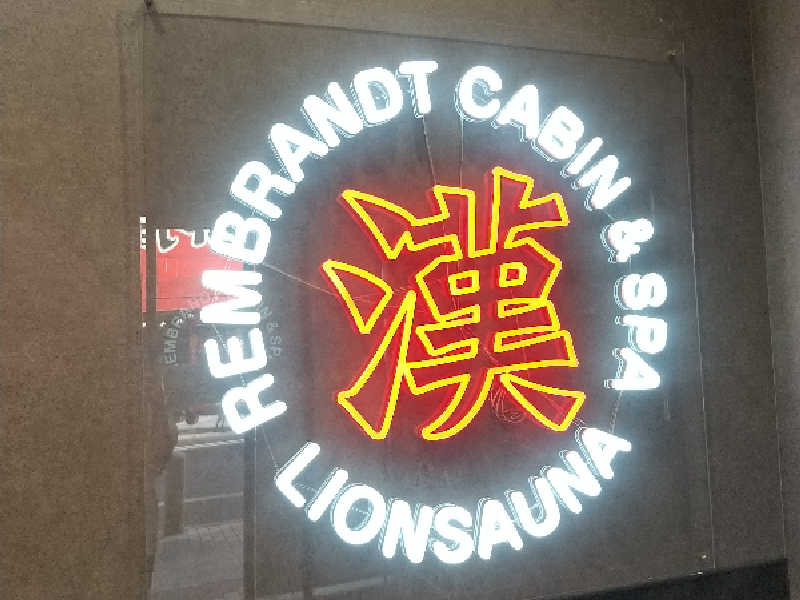 REMBRANDT CABIN & SPA
漢
LIONSAUNA